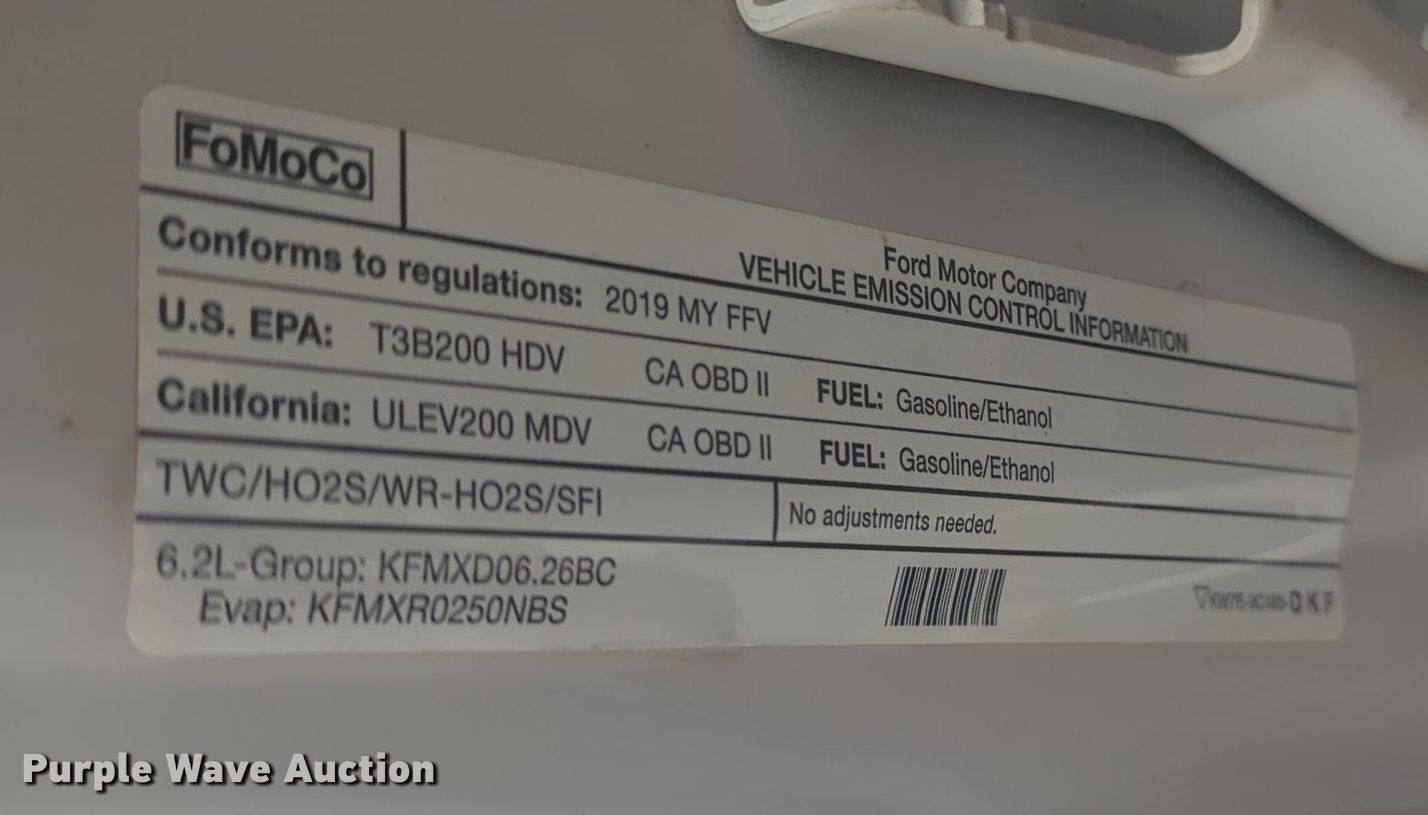 FoMoCo
Ford Motor Company
VEHICLE EMISSION CONTROL INFORMATION
Conforms to regulations: 2019 MY FFV
U.S. EPA: T3B200 HDV CA OBD II FUEL: Gasoline/Ethanol
California: ULEV200 MDV CA OBD II FUEL: Gasoline/Ethanol
TWC/HO2S/WR-HO2S/SFI No adjustments needed.
6.2L-Group: KFMXD06.26BC
Evap: KFMXR0250NBS
Purple Wave Auction